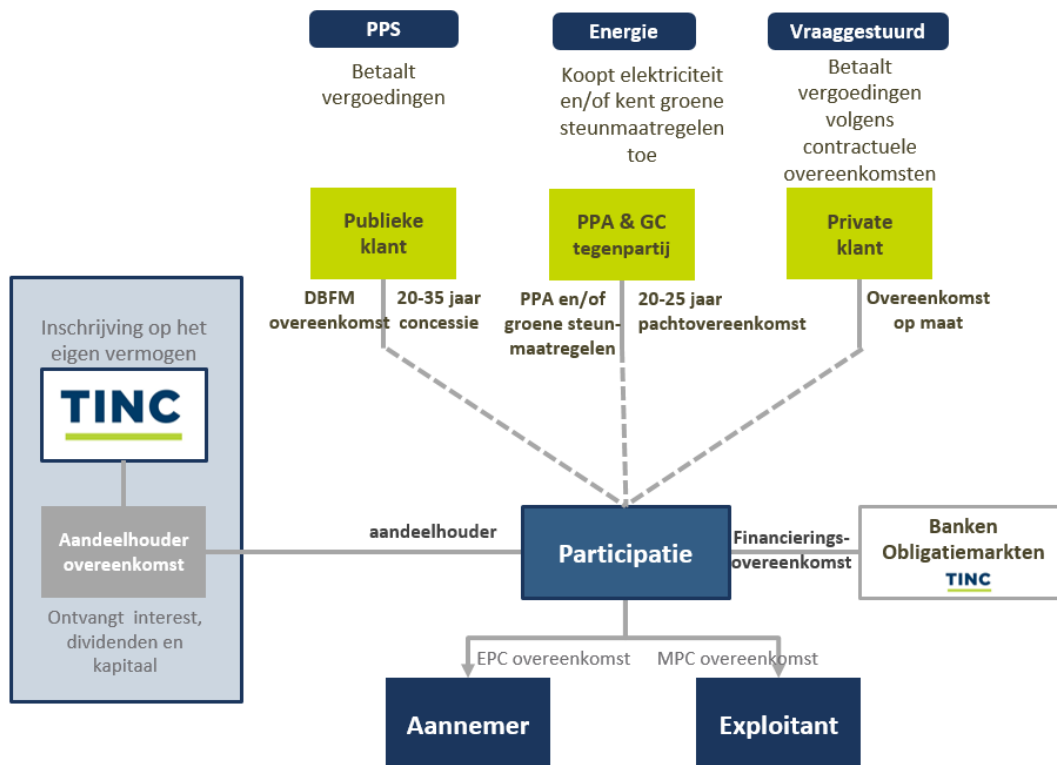 PPS
Energie
Vraaggestuurd
Betaalt
vergoedingen
Koopt elektriciteit
en/of kent groene
steunmaatregelen
toe
Betaalt
vergoedingen
volgens
contractuele
overeenkomsten
Publieke
klant
PPA & GC
tegenpartij
Private
klant
DBFM
overeenkomst
20-35 jaar
concessie
PPA en/of
groene steun-
maatregelen
20-25 jaar
pachtovereenkomst
Overeenkomst
op maat
Inschrijving op het
eigen vermogen
TINC
Aandeelhouder
overeenkomst
Ontvangt interest,
dividenden en
kapitaal
aandeelhouder
Participatie
Financierings-
overeenkomst
Banken
Obligatiemarkten
TINC
EPC overeenkomst
MPC overeenkomst
Aannemer
Exploitant